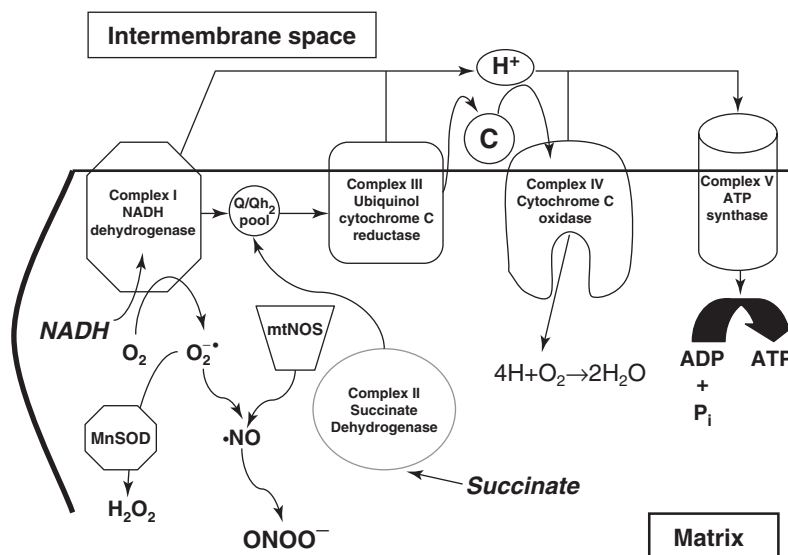 Intermembrane space
H⁺
C
Complex I
NADH
dehydrogenase
Q/Qh₂
pool
Complex III
Ubiquinol
cytochrome C
reductase
Complex IV
Cytochrome C
oxidase
Complex V
ATP
synthase
NADH
O₂
O₂⁻•
mtNOS
MnSOD
H₂O₂
•NO
ONOO⁻
Complex II
Succinate
Dehydrogenase
Succinate
4H+O₂→2H₂O
ADP
+
Pᵢ
ATP
Matrix